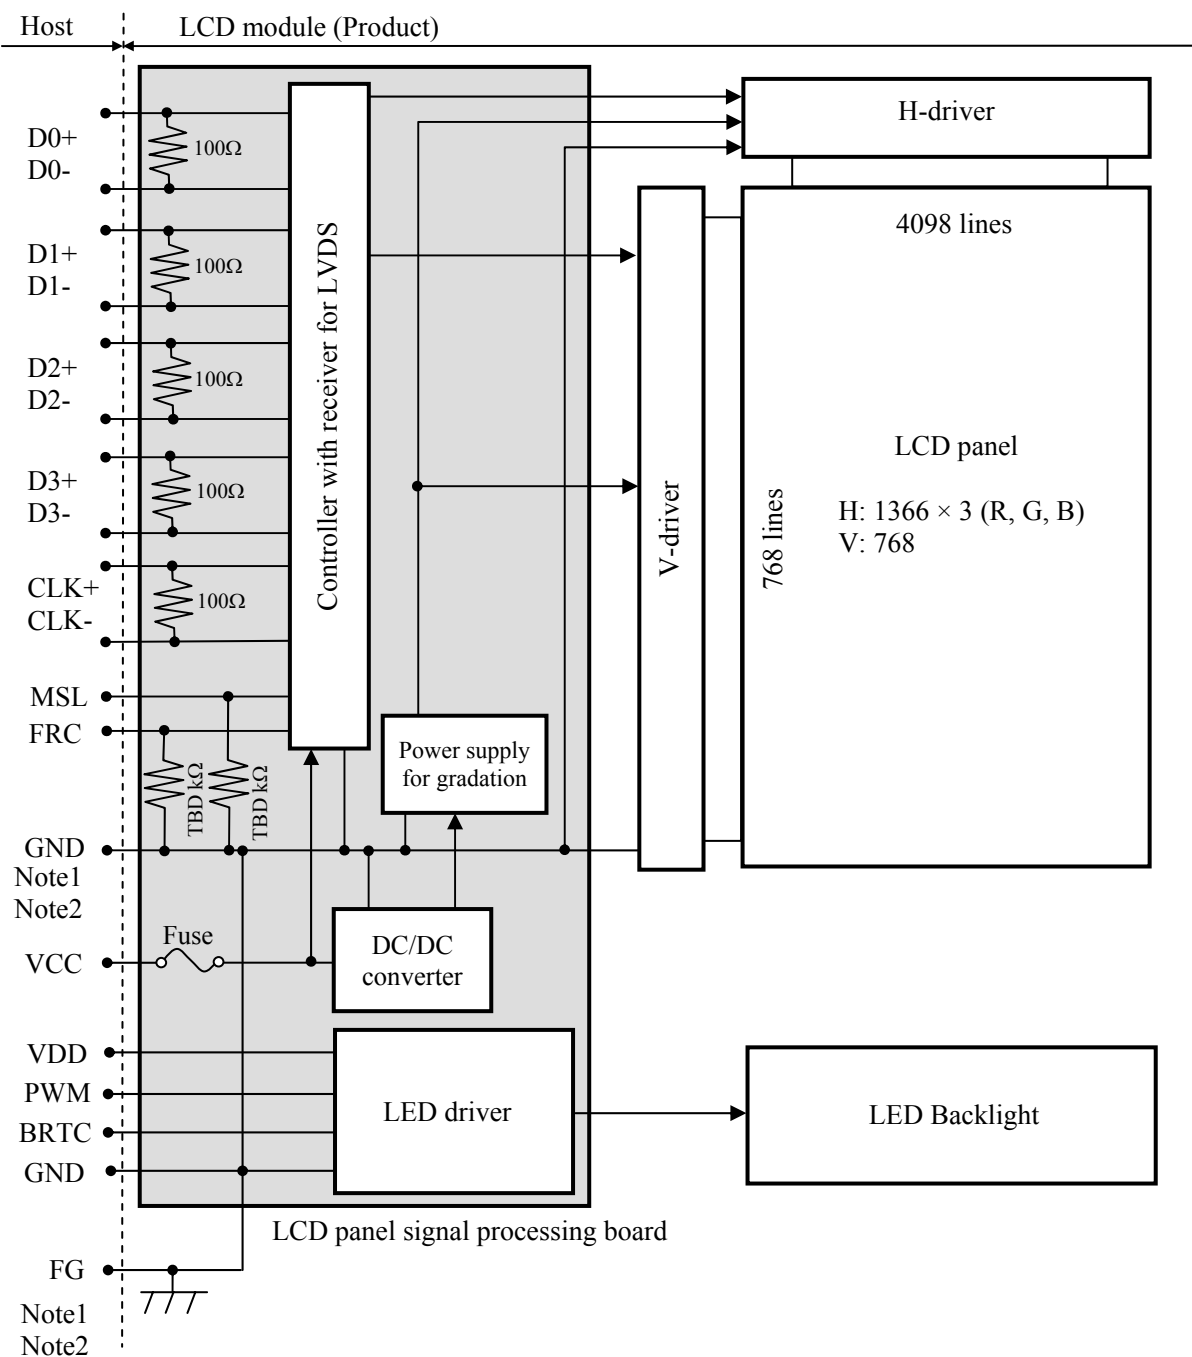 Host
LCD module (Product)
D0+
D0-
100Ω
D1+
D1-
100Ω
D2+
D2-
100Ω
D3+
D3-
100Ω
CLK+
CLK-
100Ω
MSL
FRC
TBD kΩ
TBD kΩ
GND
Note1
Note2
VCC
Fuse
VDD
PWM
BRTC
GND
FG
Note1
Note2
Controller with receiver for LVDS
Power supply
for gradation
DC/DC
converter
LED driver
LCD panel signal processing board
H-driver
V-driver
4098 lines
768 lines
LCD panel
H: 1366 × 3 (R, G, B)
V: 768
LED Backlight